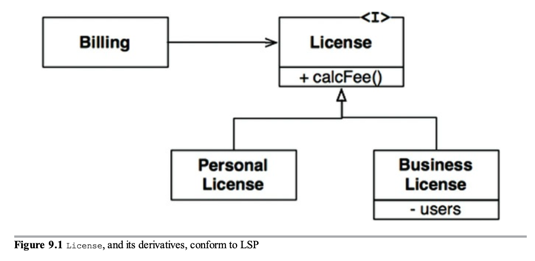 <I>
Billing
License
+ calcFee()
Personal
License
Business
License
- users
Figure 9.1 License, and its derivatives, conform to LSP